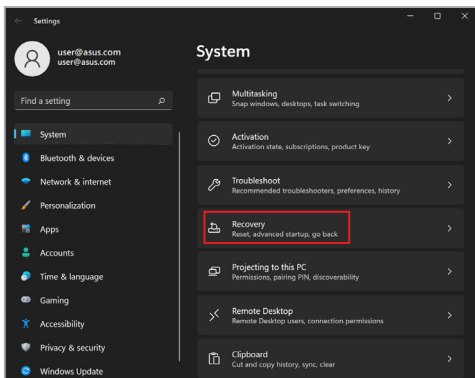 Settings
user@asus.com
user@asus.com
Find a setting
System
Bluetooth & devices
Network & internet
Personalization
Apps
Accounts
Time & language
Gaming
Accessibility
Privacy & security
Windows Update
System
Multitasking
Snap windows, desktops, task switching
Activation
Activation state, subscriptions, product key
Troubleshoot
Recommended troubleshooters, preferences, history
Recovery
Reset, advanced startup, go back
Projecting to this PC
Permissions, pairing PIN, discoverability
Remote Desktop
Remote Desktop users, connection permissions
Clipboard
Cut and copy history, sync, clear